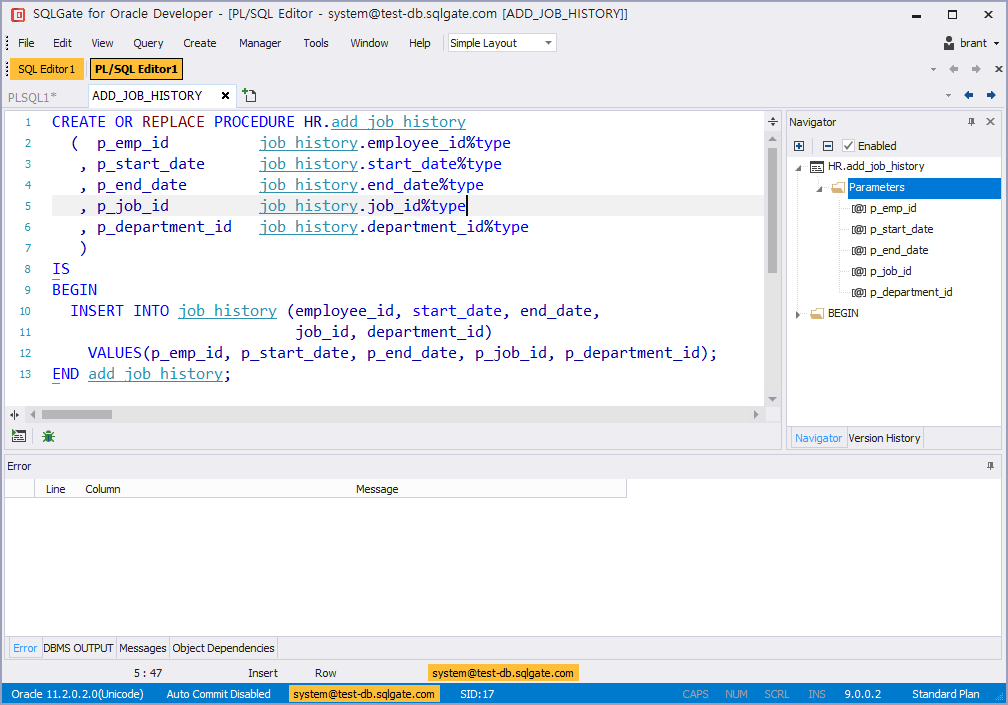 SQLGate for Oracle Developer - [PL/SQL Editor - system@test-db.sqlgate.com [ADD_JOB_HISTORY]]
File Edit View Query Create Manager Tools Window Help Simple Layout brant
SQL Editor1 PL/SQL Editor1
PLSQL1* ADD_JOB_HISTORY
1 CREATE OR REPLACE PROCEDURE HR.add_job_history
2 ( p_emp_id job_history.employee_id%type
3 , p_start_date job_history.start_date%type
4 , p_end_date job_history.end_date%type
5 , p_job_id job_history.job_id%type
6 , p_department_id job_history.department_id%type
7 )
8 IS
9 BEGIN
10 INSERT INTO job_history (employee_id, start_date, end_date,
11 job_id, department_id)
12 VALUES(p_emp_id, p_start_date, p_end_date, p_job_id, p_department_id);
13 END add_job_history;
Navigator
Enabled
HR.add_job_history
Parameters
[@] p_emp_id
[@] p_start_date
[@] p_end_date
[@] p_job_id
[@] p_department_id
BEGIN
Navigator Version History
Error
Line Column Message
Error DBMS OUTPUT Messages Object Dependencies
5 : 47 Insert Row system@test-db.sqlgate.com
Oracle 11.2.0.2.0(Unicode) Auto Commit Disabled system@test-db.sqlgate.com SID:17 CAPS NUM SCRL INS 9.0.0.2 Standard Plan